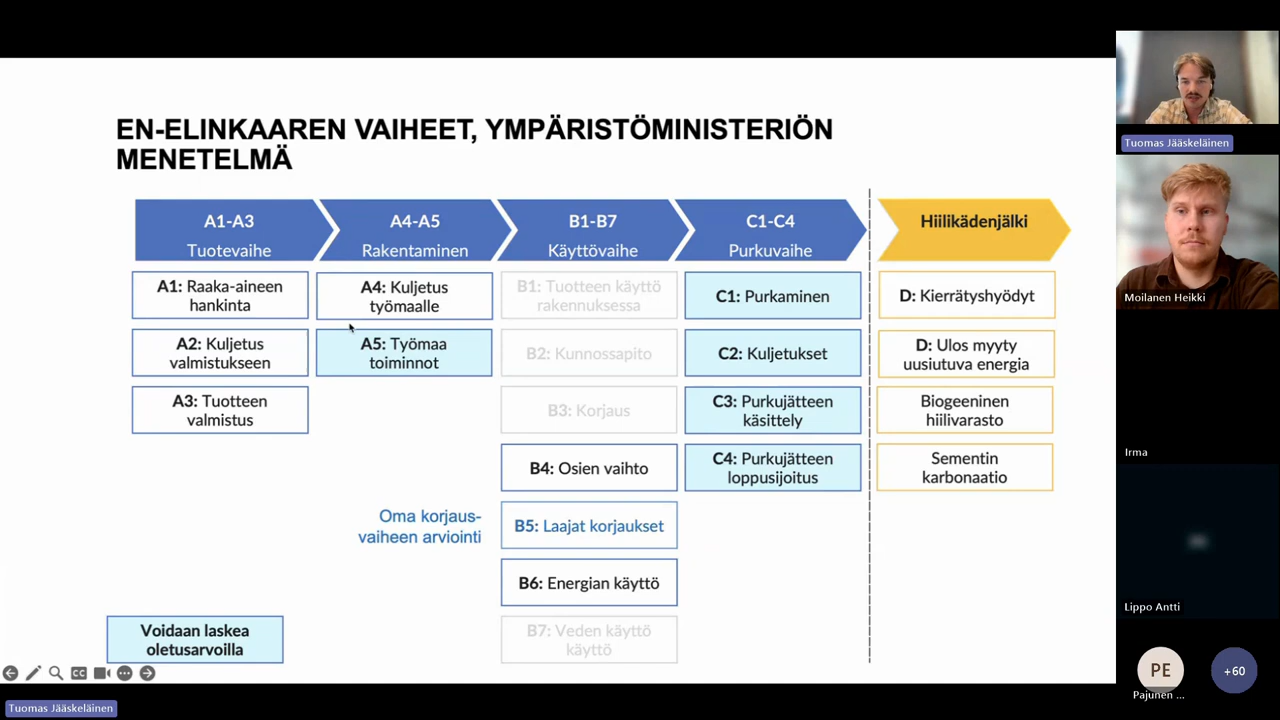 EN-ELINKAAREN VAIHEET, YMPÄRISTÖMINISTERIÖN
MENETELMÄ
A1-A3
Tuotevaihe
A4-A5
Rakentaminen
B1-B7
Käyttövaihe
C1-C4
Purkuvaihe
Hiilikädenjälki
A1: Raaka-aineen
hankinta
A2: Kuljetus
valmistukseen
A3: Tuotteen
valmistus
A4: Kuljetus
työmaalle
A5: Työmaa
toiminnot
B1: Tuotteen käyttö
rakennuksessa
B2: Kunnossapito
B3: Korjaus
B4: Osien vaihto
Oma korjaus-
vaiheen arviointi
B5: Laajat korjaukset
B6: Energian käyttö
B7: Veden käyttö
käyttö
C1: Purkaminen
C2: Kuljetukset
C3: Purkujätteen
käsittely
C4: Purkujätteen
loppusijoitus
D: Kierrätyshyödyt
D: Ulos myyty
uusiutuva energia
Biogeeninen
hiilivarasto
Sementin
karbonaatio
Voidaan laskea
oletusarvoilla
CC
Tuomas Jääskeläinen
Tuomas Jääskeläinen
Moilanen Heikki
Irma
Lippo Antti
PE
Pajunen ...
+60